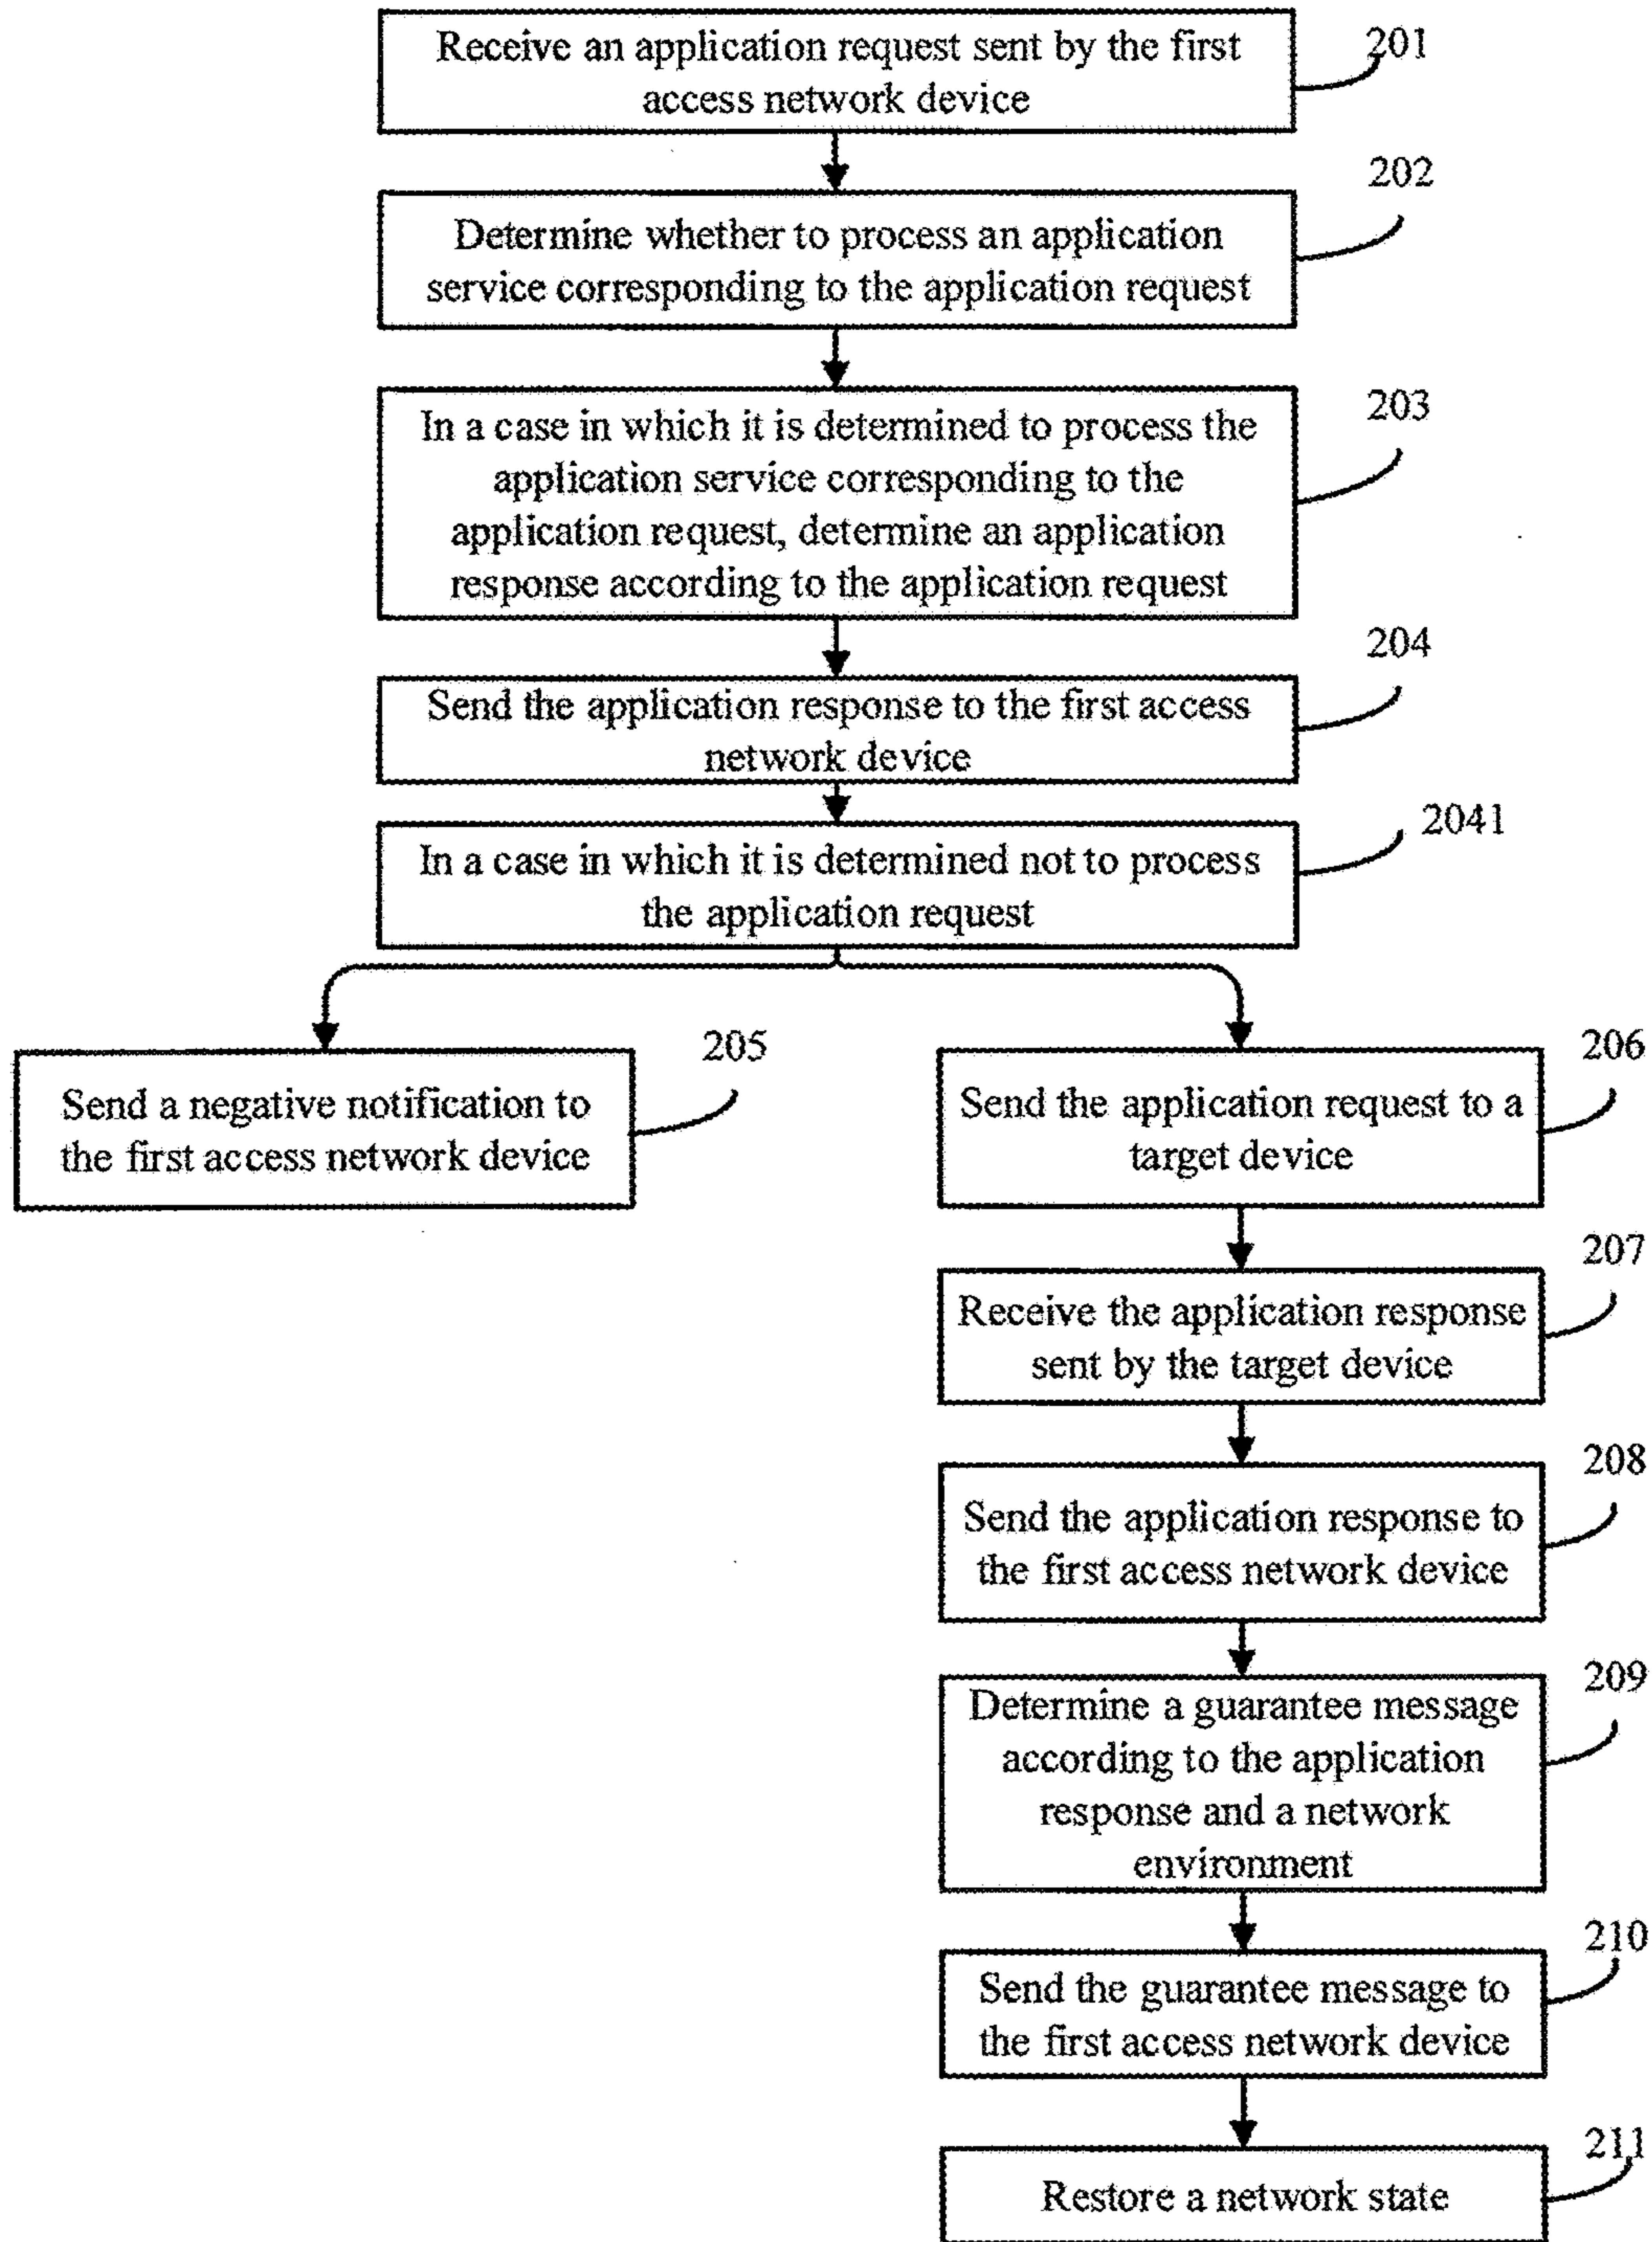 Receive an application request sent by the first
access network device
201
202
Determine whether to process an application
service corresponding to the application request
203
In a case in which it is determined to process the
application service corresponding to the
application request, determine an application
response according to the application request
204
Send the application response to the first access
network device
2041
In a case in which it is determined not to process
the application request
205
Send a negative notification to
the first access network device
206
Send the application request to a
target device
207
Receive the application response
sent by the target device
208
Send the application response to
the first access network device
209
Determine a guarantee message
according to the application
response and a network
environment
210
Send the guarantee message to
the first access network device
211
Restore a network state